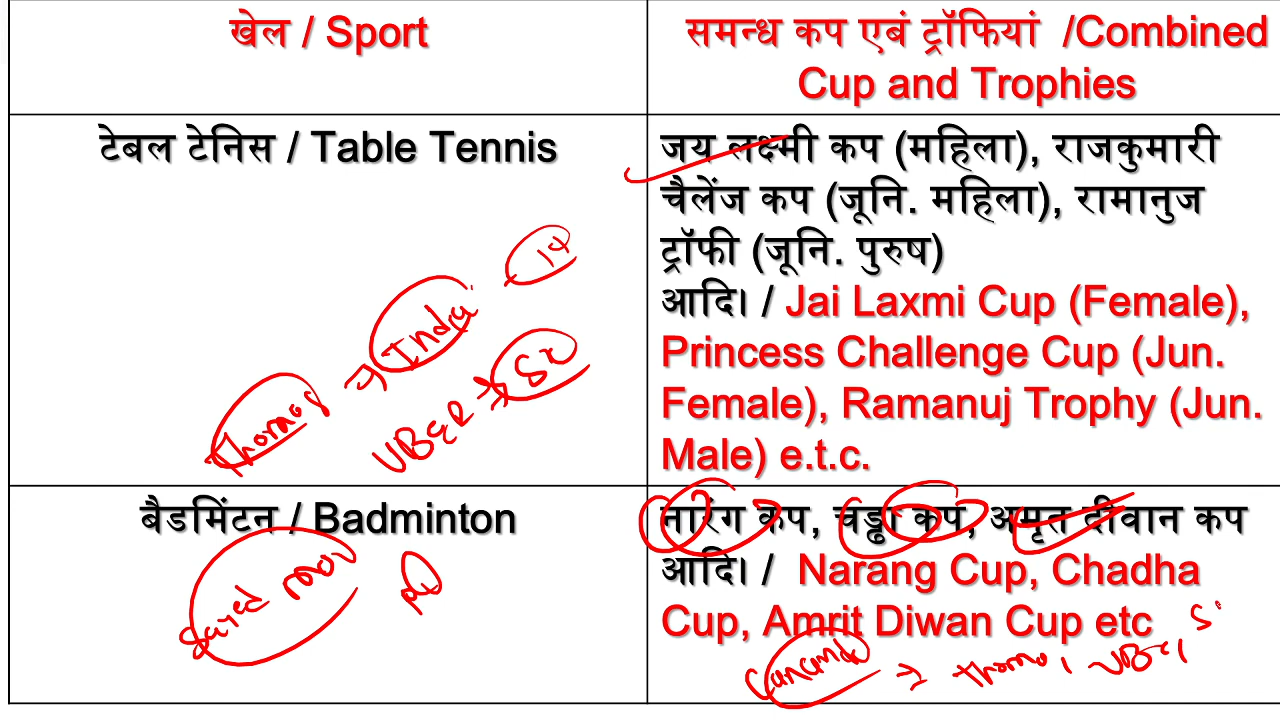 खेल / Sport
समन्ध कप एबं ट्रॉफियां /Combined
Cup and Trophies
टेबल टेनिस / Table Tennis
जय लक्ष्मी कप (महिला), राजकुमारी
चैलेंज कप (जूनि. महिला), रामानुज
ट्रॉफी (जूनि. पुरुष)
आदि। / Jai Laxmi Cup (Female),
Princess Challenge Cup (Jun.
Female), Ramanuj Trophy (Jun.
Male) e.t.c.
Thomas → India - 14
UBER →
बैडमिंटन / Badminton
नारंग कप, चड्ढा कप, अमृत दीवान कप
आदि। / Narang Cup, Chadha
Cup, Amrit Diwan Cup etc